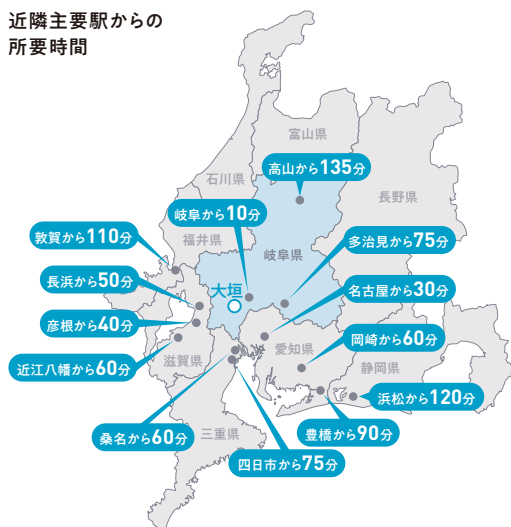 近隣主要駅からの
所要時間
富山県
高山から135分
石川県
長野県
岐阜から10分
敦賀から110分
福井県
岐阜県
多治見から75分
長浜から50分
大垣
名古屋から30分
彦根から40分
岡崎から60分
愛知県
近江八幡から60分
滋賀県
静岡県
浜松から120分
桑名から60分
三重県
豊橋から90分
四日市から75分